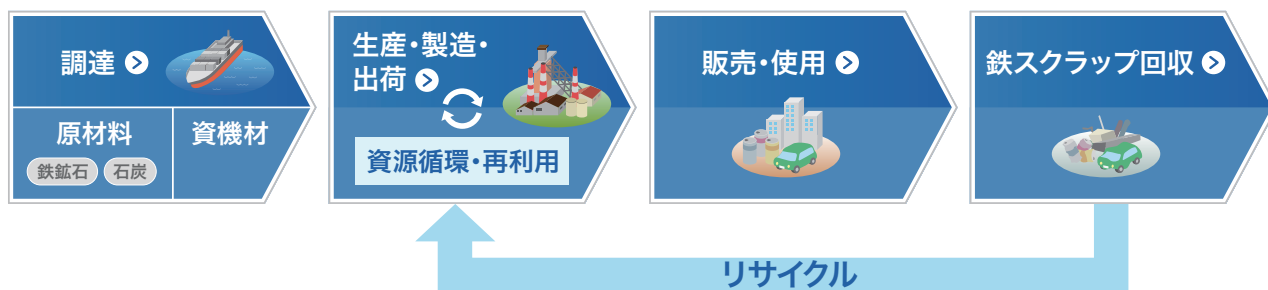 調達
原材料
鉄鉱石
石炭
資機材
生産・製造・
出荷
資源循環・再利用
販売・使用
鉄スクラップ回収
リサイクル